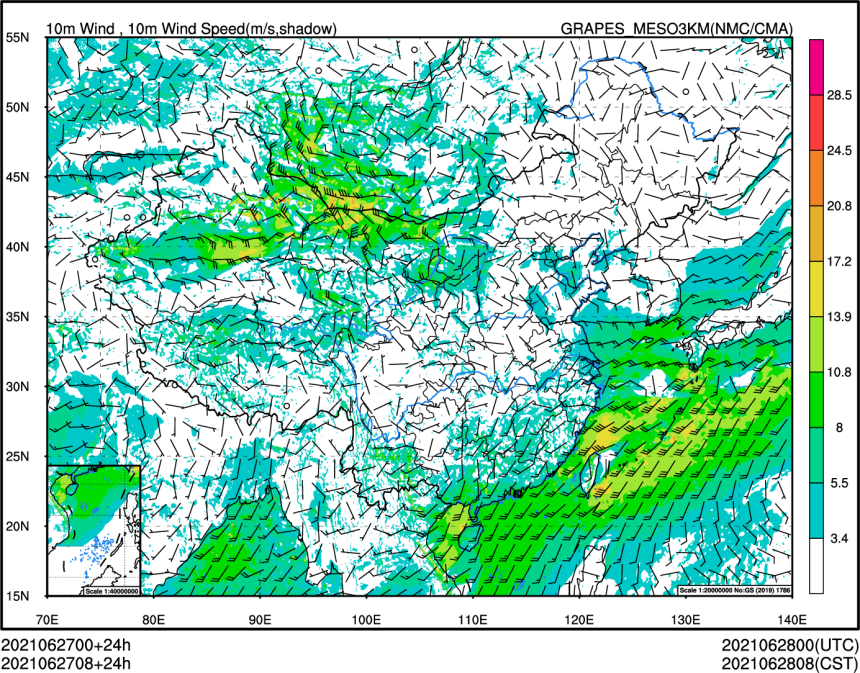 10m Wind , 10m Wind Speed(m/s,shadow) GRAPES_MESO3KM(NMC/CMA)
55N
50N
45N
40N
35N
30N
25N
20N
15N
70E 80E 90E 100E 110E 120E 130E 140E
28.5
24.5
20.8
17.2
13.9
10.8
8
5.5
3.4
Scale 1:40000000
Scale 1:20000000 No:GS (2019) 1786
2021062700+24h 2021062800(UTC)
2021062708+24h 2021062808(CST)